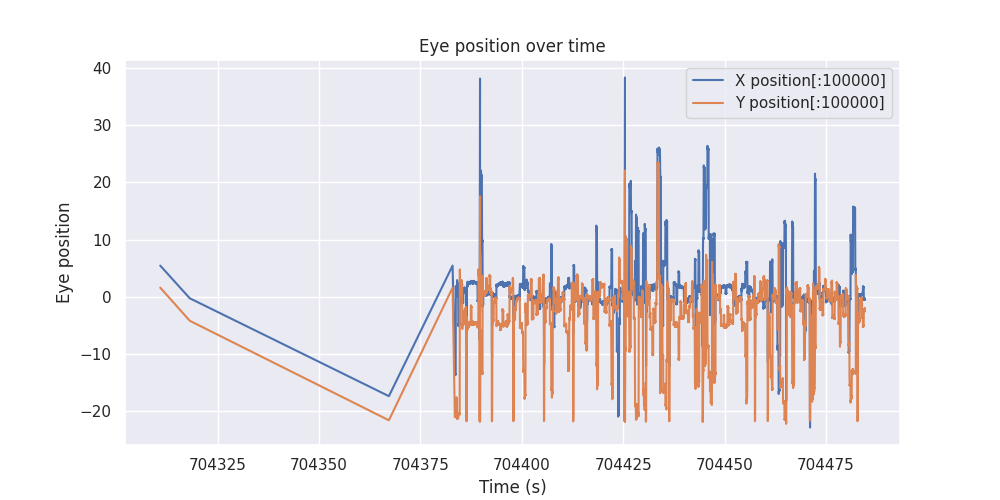 Eye position over time
X position[:100000]
Y position[:100000]
Eye position
40
30
20
10
0
−10
−20
704325
704350
704375
704400
704425
704450
704475
Time (s)